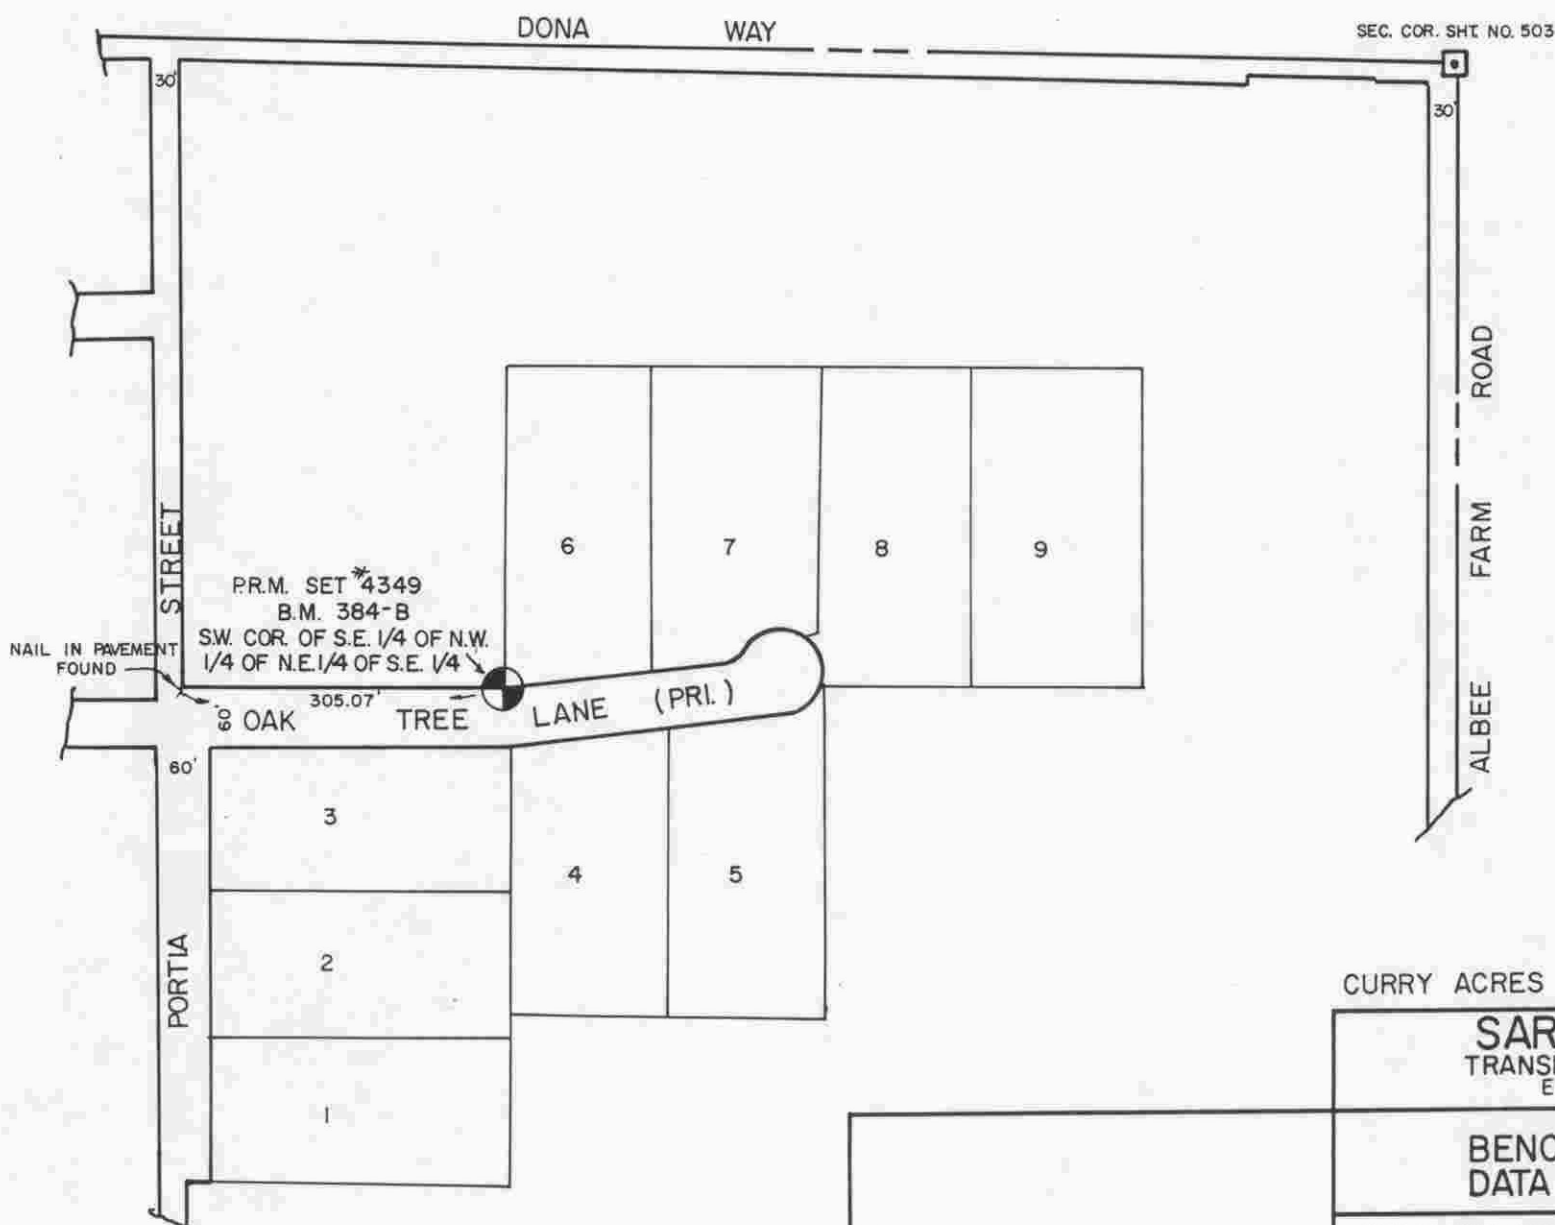 DONA WAY
SEC. COR. SHT. NO. 503
30'
30'
ROAD
FARM
ALBEE
6
7
8
9
STREET
P.R.M. SET #4349
B.M. 384-B
S.W. COR. OF S.E. 1/4 OF N.W.
1/4 OF N.E. 1/4 OF S.E. 1/4
NAIL IN PAVEMENT
FOUND
305.07'
60'
OAK TREE LANE (PRI.)
60'
3
4
5
2
PORTIA
1
CURRY ACRES
SAR
TRANS
E
BENC
DATA